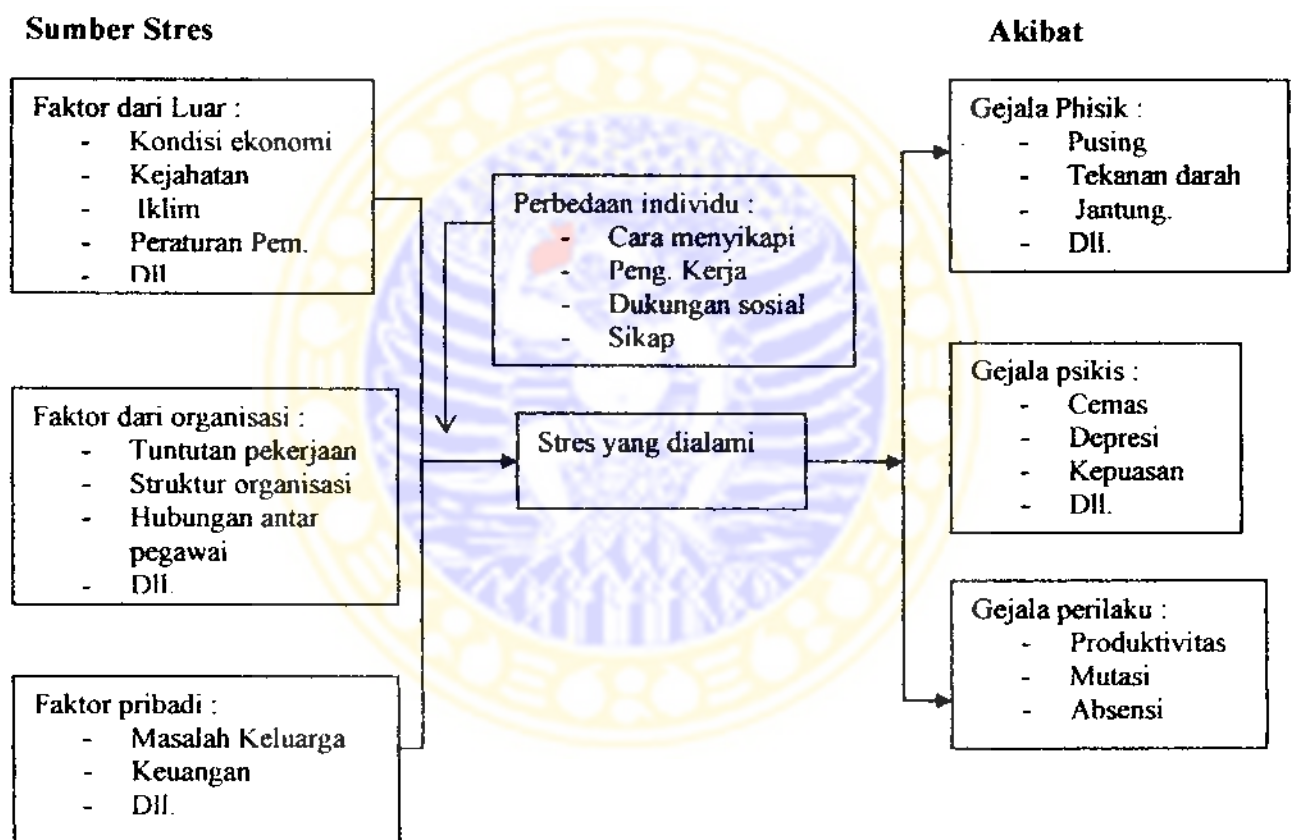 Sumber Stres
Faktor dari Luar :
- Kondisi ekonomi
- Kejahatan
- Iklim
- Peraturan Pem.
- Dll
Faktor dari organisasi :
- Tuntutan pekerjaan
- Struktur organisasi
- Hubungan antar
pegawai
- Dll.
Faktor pribadi :
- Masalah Keluarga
- Keuangan
- Dll.
Perbedaan individu :
- Cara menyikapi
- Peng. Kerja
- Dukungan sosial
- Sikap
Stres yang dialami
Akibat
Gejala Phisik :
- Pusing
- Tekanan darah
- Jantung.
- Dll.
Gejala psikis :
- Cemas
- Depresi
- Kepuasan
- Dll.
Gejala perilaku :
- Produktivitas
- Mutasi
- Absensi